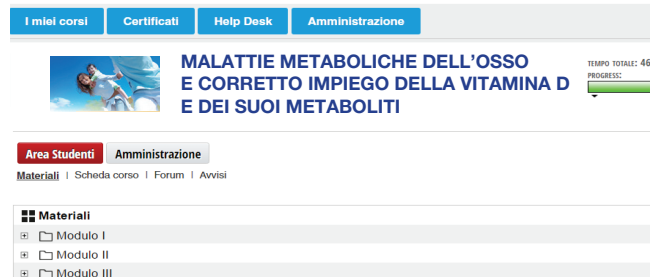 I miei corsi Certificati Help Desk Amministrazione
MALATTIE METABOLICHE DELL’OSSO
E CORRETTO IMPIEGO DELLA VITAMINA D
E DEI SUOI METABOLITI
TEMPO TOTALE: 46
PROGRESS:
Area Studenti Amministrazione
Materiali | Scheda corso | Forum | Avvisi
Materiali
Modulo I
Modulo II
Modulo III